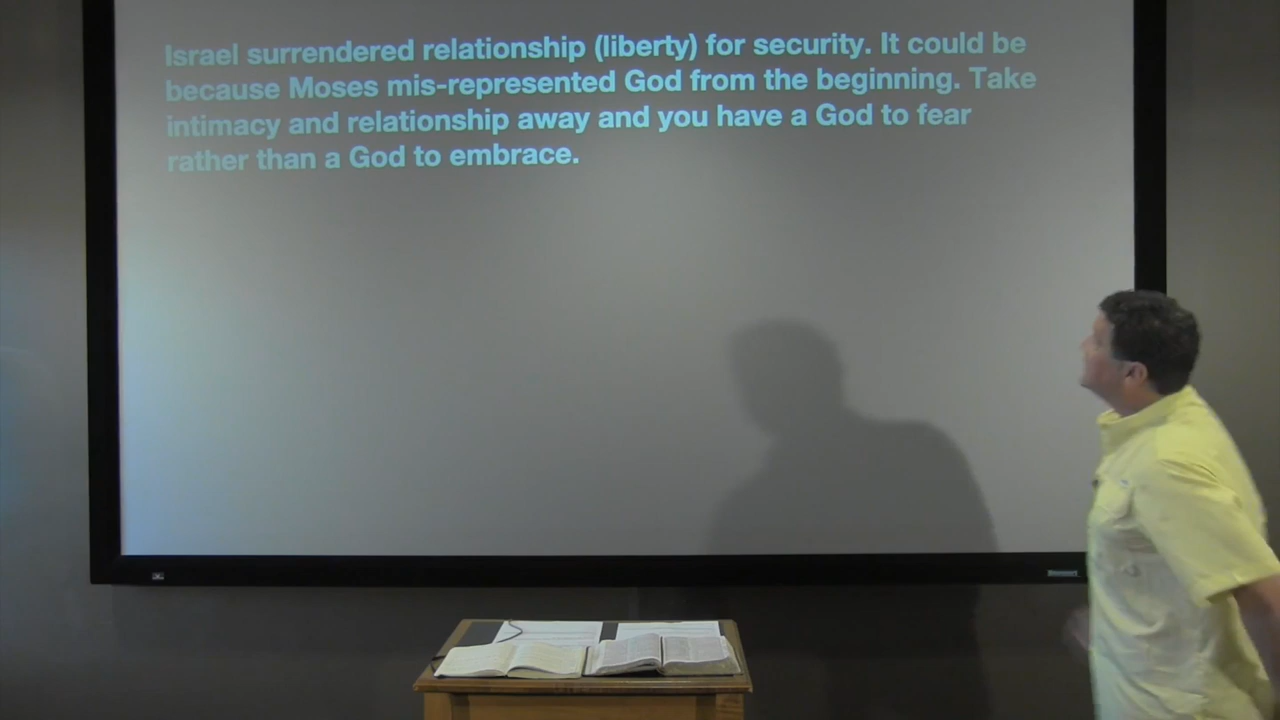 Israel surrendered relationship (liberty) for security. It could be
because Moses mis-represented God from the beginning. Take
intimacy and relationship away and you have a God to fear
rather than a God to embrace.